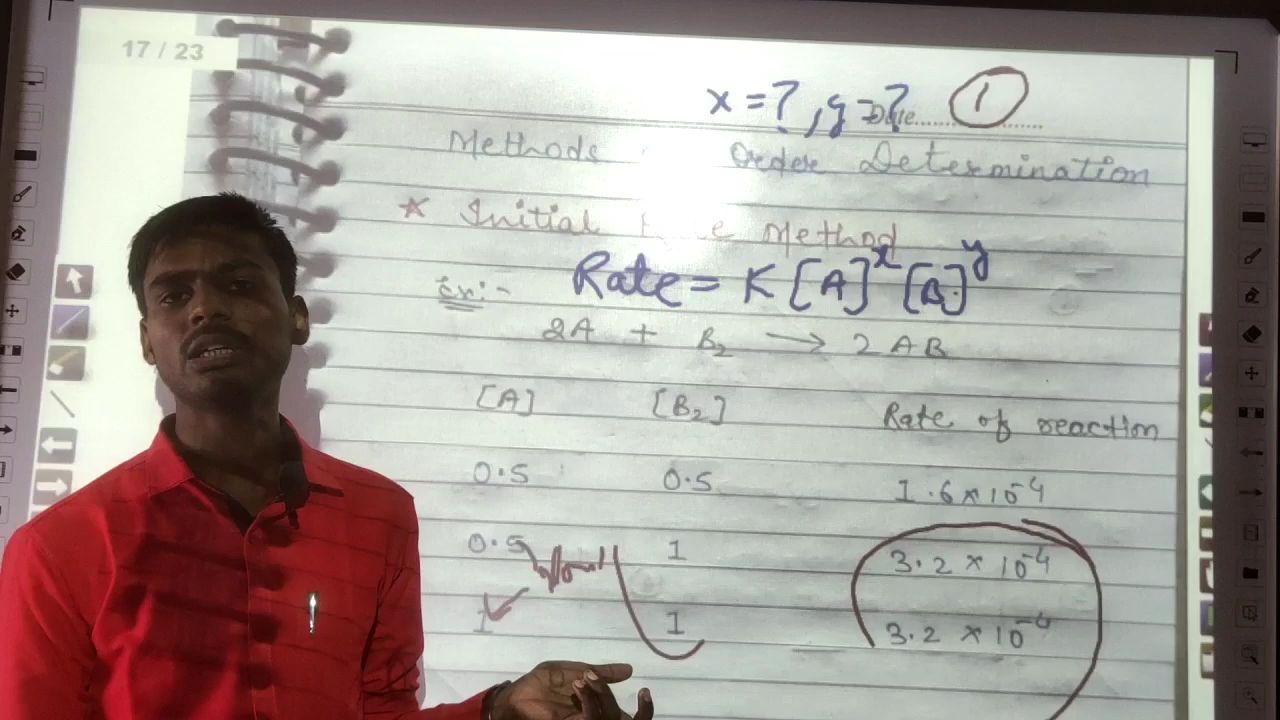 17 / 23
x = ? , y = ? Date 1
Methods Order Determination
* Initial Method
Ex:- Rate = K [A]^x [B]^y
2A + B₂ → 2AB
[A] [B₂] Rate of reaction
0.5 0.5 1.6 × 10⁻⁴
0.5 1 3.2 × 10⁻⁴
1 1 3.2 × 10⁻⁴